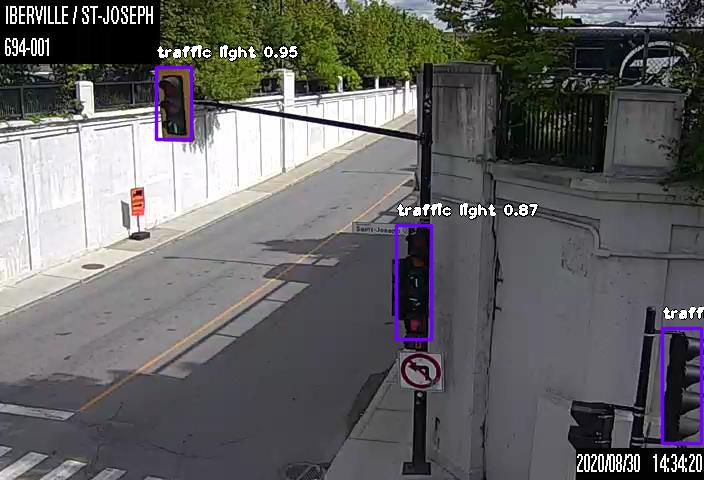 IBERVILLE / ST-JOSEPH
694-001
traffic light 0.95
traffic light 0.87
Saint-Joseph
traff
2020/08/30 14:34:20